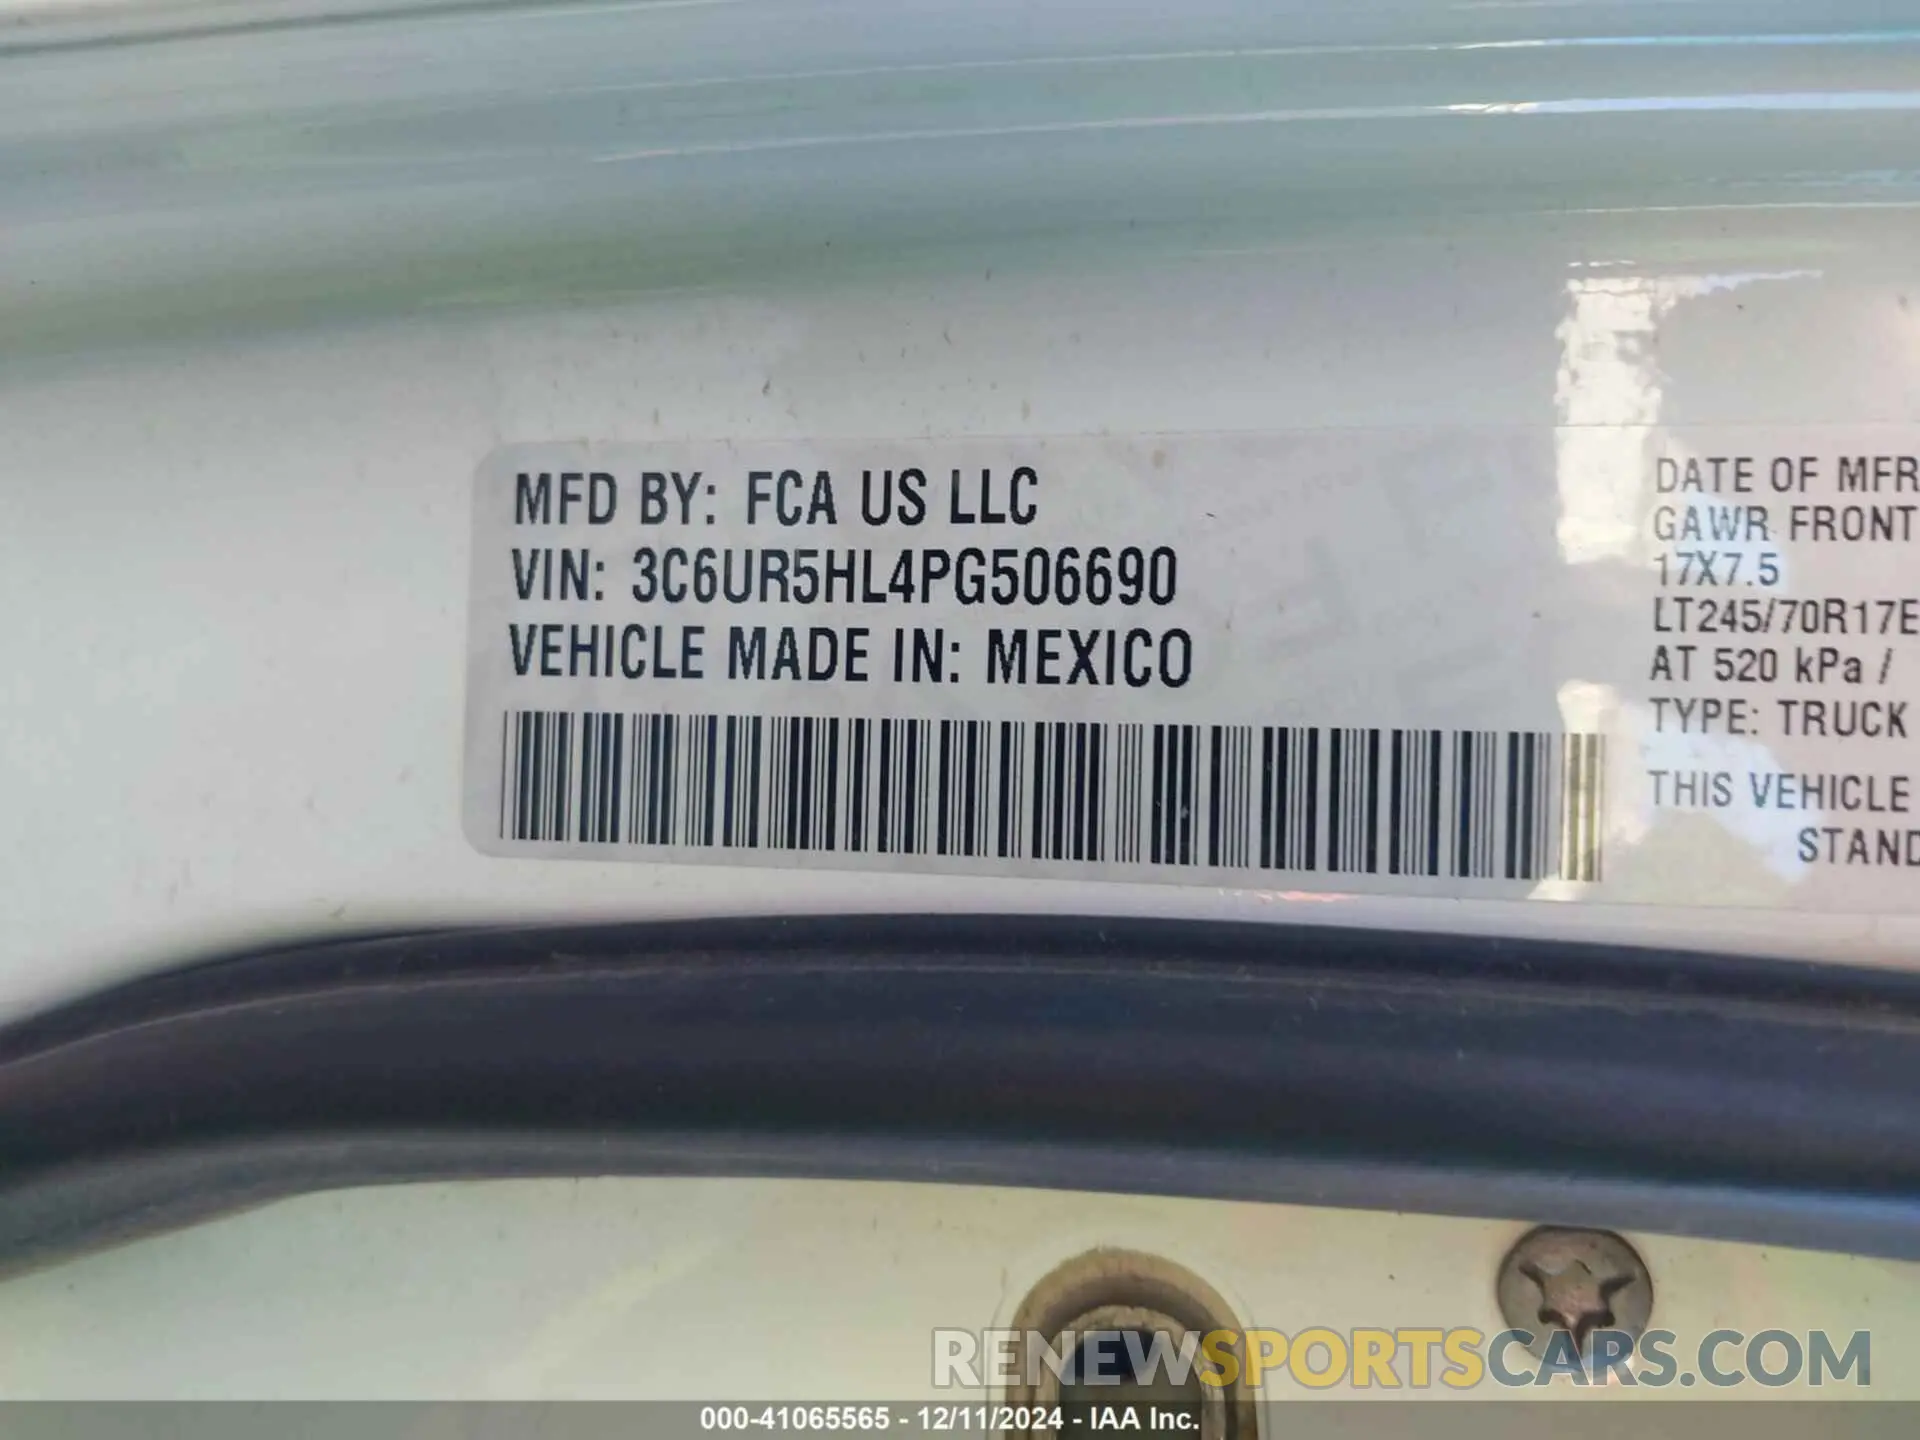 MFD BY: FCA US LLC
VIN: 3C6UR5HL4PG506690
VEHICLE MADE IN: MEXICO
DATE OF MFR
GAWR FRONT
17X7.5
LT245/70R17E
AT 520 kPa /
TYPE: TRUCK
THIS VEHICLE
STAND
RENEWSPORTSCARS.COM
000-41065565 - 12/11/2024 - IAA Inc.